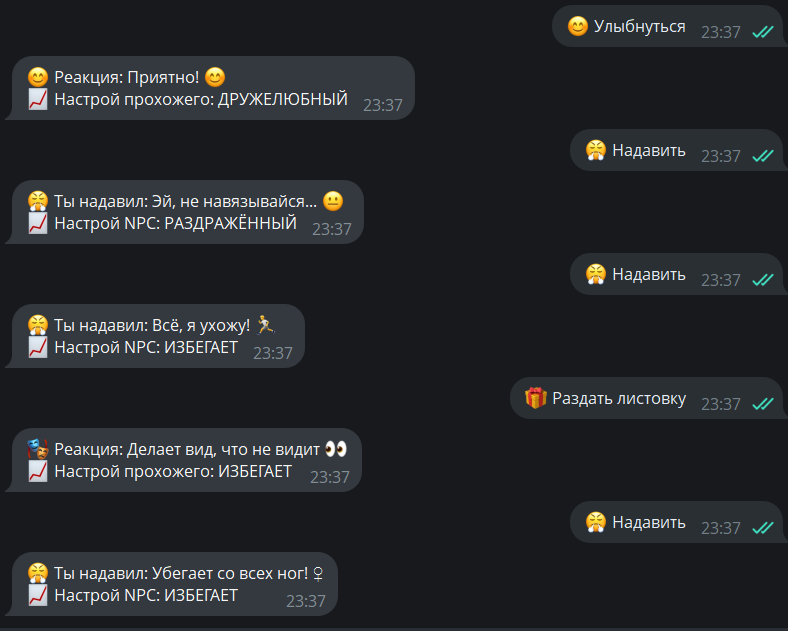 😊 Улыбнуться 23:37
😊 Реакция: Приятно! 😊
📈 Настрой прохожего: ДРУЖЕЛЮБНЫЙ 23:37
😤 Надавить 23:37
😤 Ты надавил: Эй, не навязывайся... 😐
📈 Настрой NPC: РАЗДРАЖЁННЫЙ 23:37
😤 Надавить 23:37
😤 Ты надавил: Всё, я ухожу! 🏃
📈 Настрой NPC: ИЗБЕГАЕТ 23:37
🎁 Раздать листовку 23:37
🎭 Реакция: Делает вид, что не видит 👀
📈 Настрой прохожего: ИЗБЕГАЕТ 23:37
😤 Надавить 23:37
😤 Ты надавил: Убегает со всех ног! ♀
📈 Настрой NPC: ИЗБЕГАЕТ 23:37